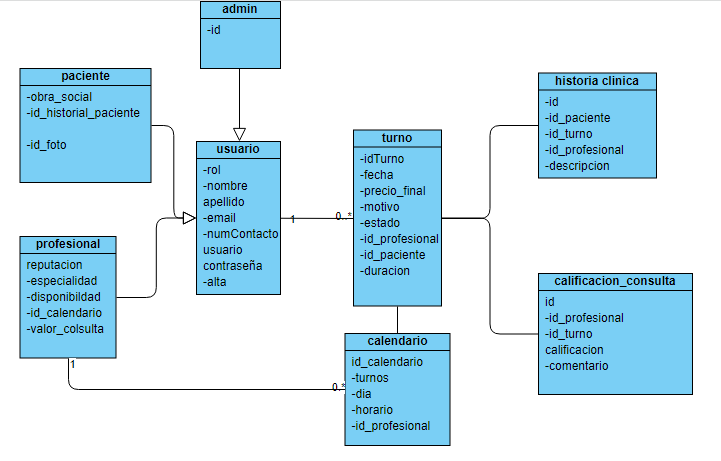 admin
-id
paciente
-obra_social
-id_historial_paciente
-id_foto
usuario
-rol
-nombre
apellido
-email
-numContacto
usuario
contraseña
-alta
profesional
reputacion
-especialidad
-disponibildad
-id_calendario
-valor_colsulta
1
1
0..*
turno
-idTurno
-fecha
-precio_final
-motivo
-estado
-id_profesional
-id_paciente
-duracion
calendario
id_calendario
-turnos
-dia
-horario
-id_profesional
0..*
historia clinica
-id
-id_paciente
-id_turno
-id_profesional
-descripcion
calificacion_consulta
id
-id_profesional
-id_turno
calificacion
-comentario